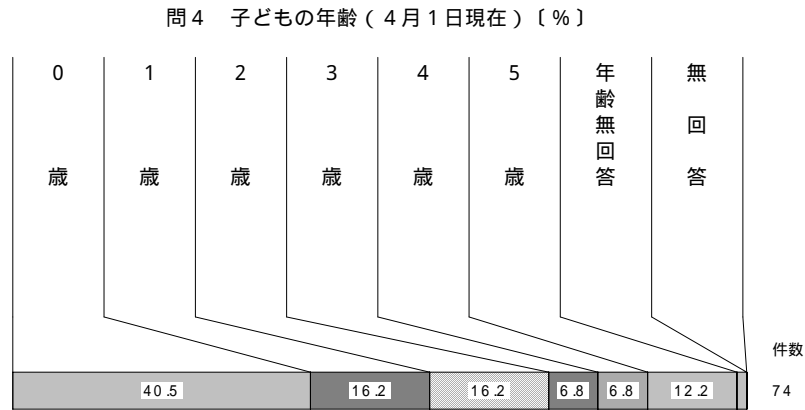 問４　子どもの年齢（４月１日現在）〔％〕
0歳
1歳
2歳
3歳
4歳
5歳
年齢無回答
無回答
件数
40.5
16.2
16.2
6.8
6.8
12.2
74